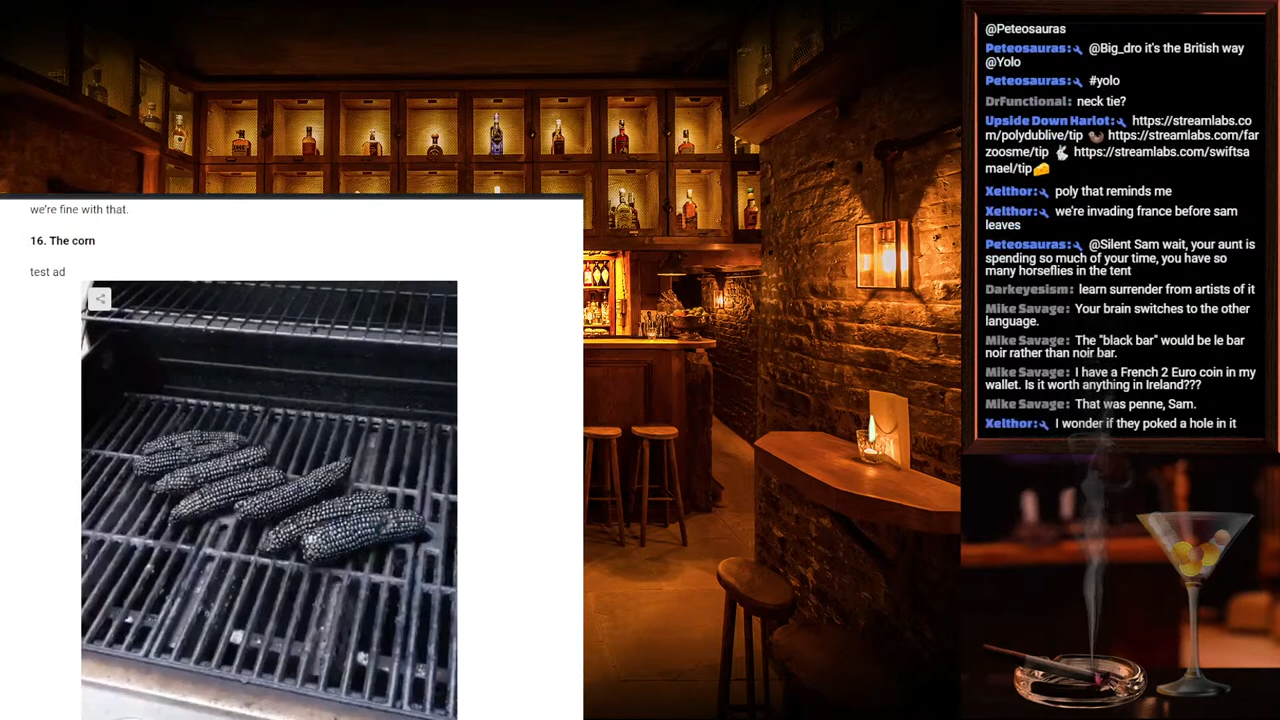 we're fine with that.
16. The corn
test ad
@Peteosauras
Peteosauras: @Big_dro it's the British way
@Yolo
Peteosauras: #yolo
DrFunctional: neck tie?
Upside Down Harlot: https://streamlabs.co
m/polydublive/tip 🦦 https://streamlabs.com/far
zoosme/tip 🐇 https://streamlabs.com/swiftsa
mael/tip🧀
Xelthor: poly that reminds me
Xelthor: we're invading france before sam
leaves
Peteosauras: @Silent Sam wait, your aunt is
spending so much of your time, you have so
many horseflies in the tent
Darkeyesism: learn surrender from artists of it
Mike Savage: Your brain switches to the other
language.
Mike Savage: The "black bar" would be le bar
noir rather than noir bar.
Mike Savage: I have a French 2 Euro coin in my
wallet. Is it worth anything in Ireland???
Mike Savage: That was penne, Sam.
Xelthor: I wonder if they poked a hole in it